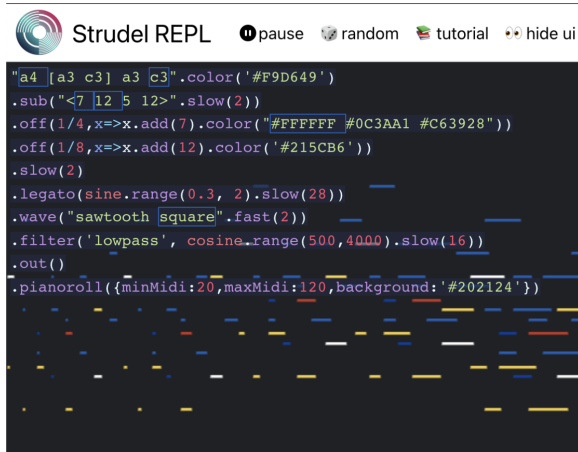 Strudel REPL pause random tutorial hide ui
"a4 [a3 c3] a3 c3".color('#F9D649')
.sub("<7 12 5 12>".slow(2))
.off(1/4,x=>x.add(7).color("#FFFFFF #0C3AA1 #C63928"))
.off(1/8,x=>x.add(12).color('#215CB6'))
.slow(2)
.legato(sine.range(0.3, 2).slow(28))
.wave("sawtooth square".fast(2))
.filter('lowpass', cosine.range(500,4000).slow(16))
.out()
.pianoroll({minMidi:20,maxMidi:120,background:'#202124'})